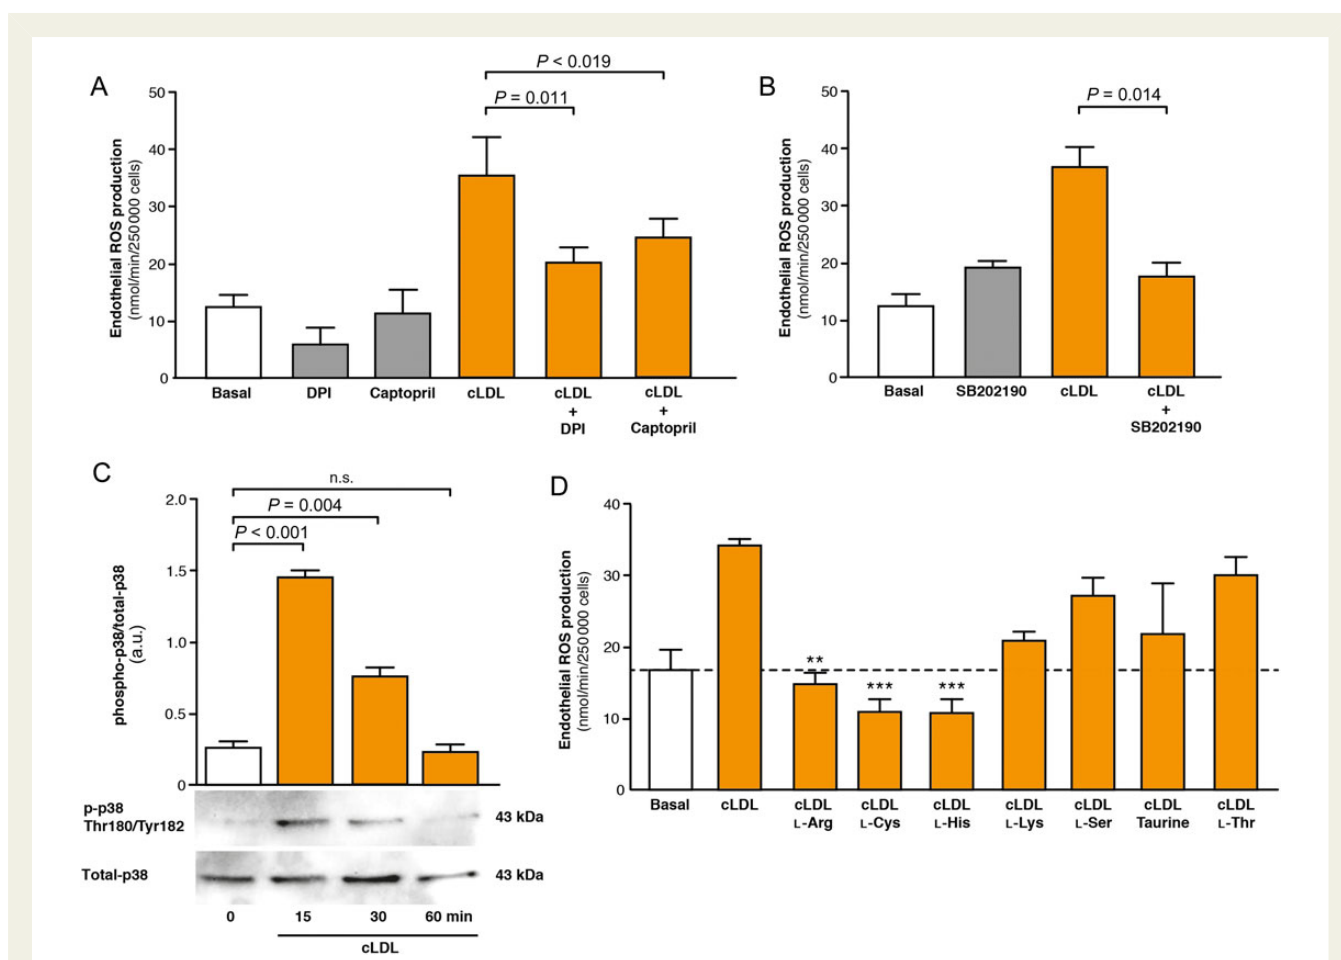 A
P < 0.019
P = 0.011
Endothelial ROS production
(nmol/min/250 000 cells)
50
40
30
20
10
0
Basal
DPI
Captopril
cLDL
cLDL
+
DPI
cLDL
+
Captopril
B
P = 0.014
Endothelial ROS production
(nmol/min/250 000 cells)
50
40
30
20
10
0
Basal
SB202190
cLDL
cLDL
+
SB202190
C
n.s.
P = 0.004
P < 0.001
phospho-p38/total-p38
(a.u.)
2.0
1.5
1.0
0.5
0
p-p38
Thr180/Tyr182
43 kDa
Total-p38
43 kDa
0
15
30
60 min
cLDL
D
Endothelial ROS production
(nmol/min/250 000 cells)
40
30
20
10
0
**
***
***
Basal
cLDL
cLDL
L-Arg
cLDL
L-Cys
cLDL
L-His
cLDL
L-Lys
cLDL
L-Ser
cLDL
Taurine
cLDL
L-Thr